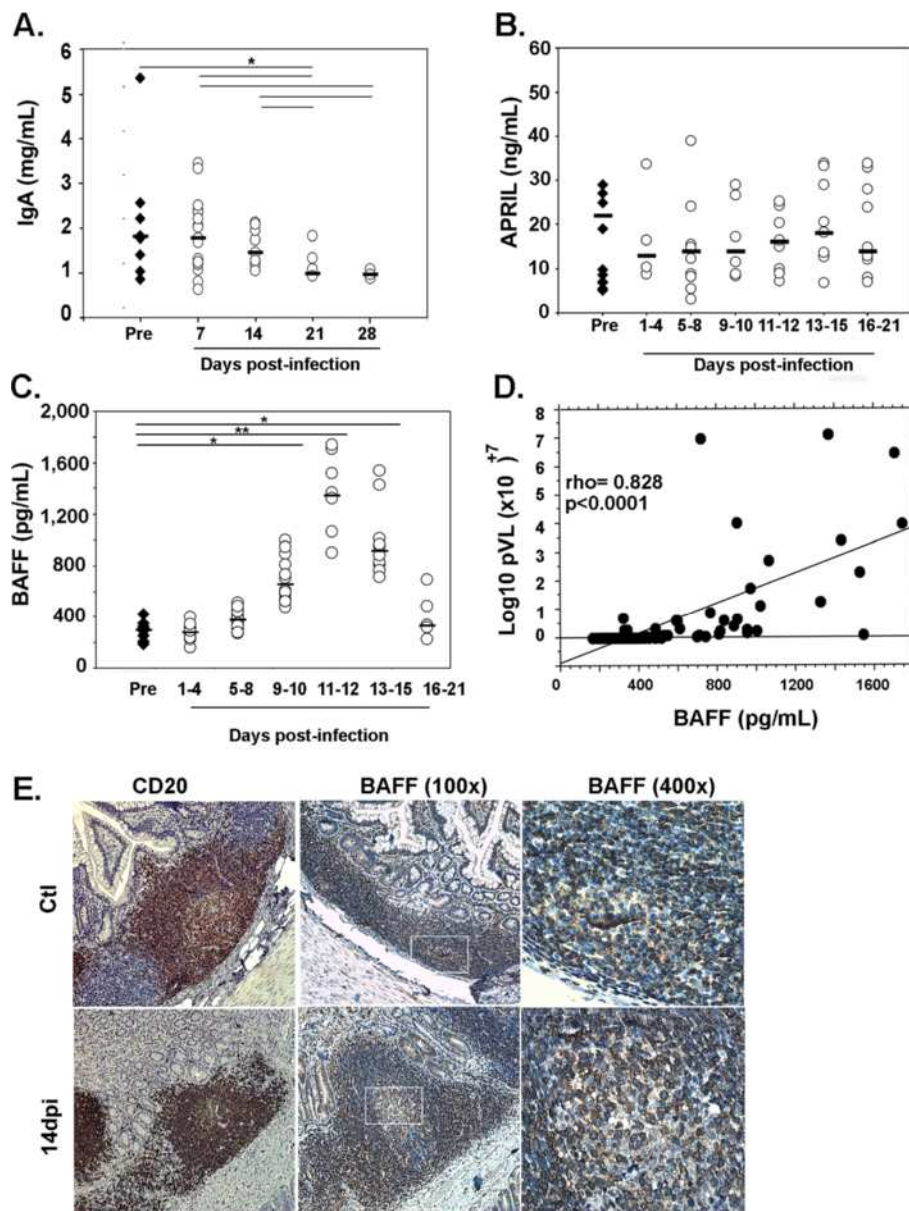 A.
6
5
4
3
2
1
0
IgA (mg/mL)
*
Pre 7 14 21 28
Days post-infection
B.
60
50
40
30
20
10
0
APRIL (ng/mL)
Pre 1-4 5-8 9-10 11-12 13-15 16-21
Days post-infection
C.
2,000
1,600
1,200
800
400
0
BAFF (pg/mL)
*
**
*
Pre 1-4 5-8 9-10 11-12 13-15 16-21
Days post-infection
D.
8
7
6
5
4
3
2
1
0
Log10 pVL (x10)+7
rho= 0.828
p<0.0001
0 400 800 1200 1600
BAFF (pg/mL)
E.
CD20 BAFF (100x) BAFF (400x)
Ctl
14dpi